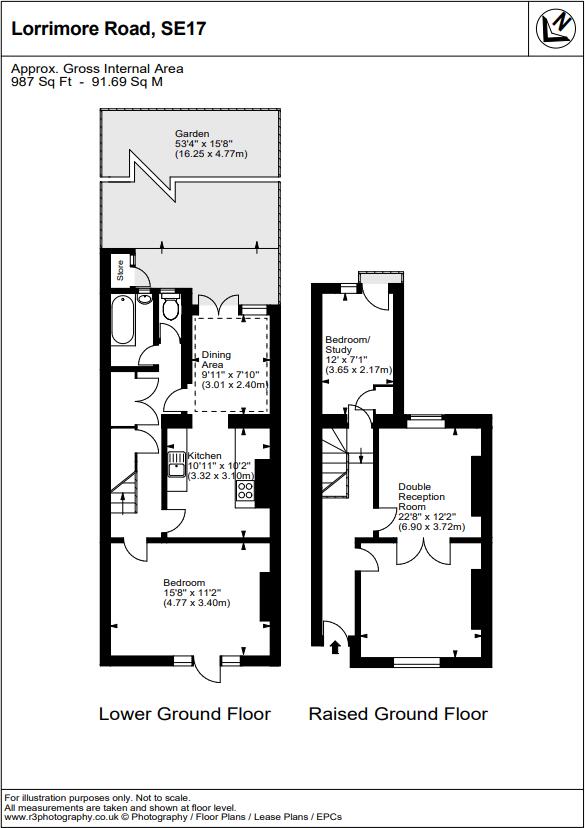 Lorrimore Road, SE17
N
Approx. Gross Internal Area
987 Sq Ft - 91.69 Sq M
Garden
53'4" x 15'8"
(16.25 x 4.77m)
Store
Dining
Area
9'11" x 7'10"
(3.01 x 2.40m)
Kitchen
10'11" x 10'2"
(3.32 x 3.10m)
Bedroom
15'8" x 11'2"
(4.77 x 3.40m)
Bedroom/
Study
12' x 7'1"
(3.65 x 2.17m)
Double
Reception
Room
22'8" x 12'2"
(6.90 x 3.72m)
Lower Ground Floor
Raised Ground Floor
For illustration purposes only. Not to scale.
All measurements are taken and shown at floor level.
www.r3photography.co.uk © Photography / Floor Plans / Lease Plans / EPCs